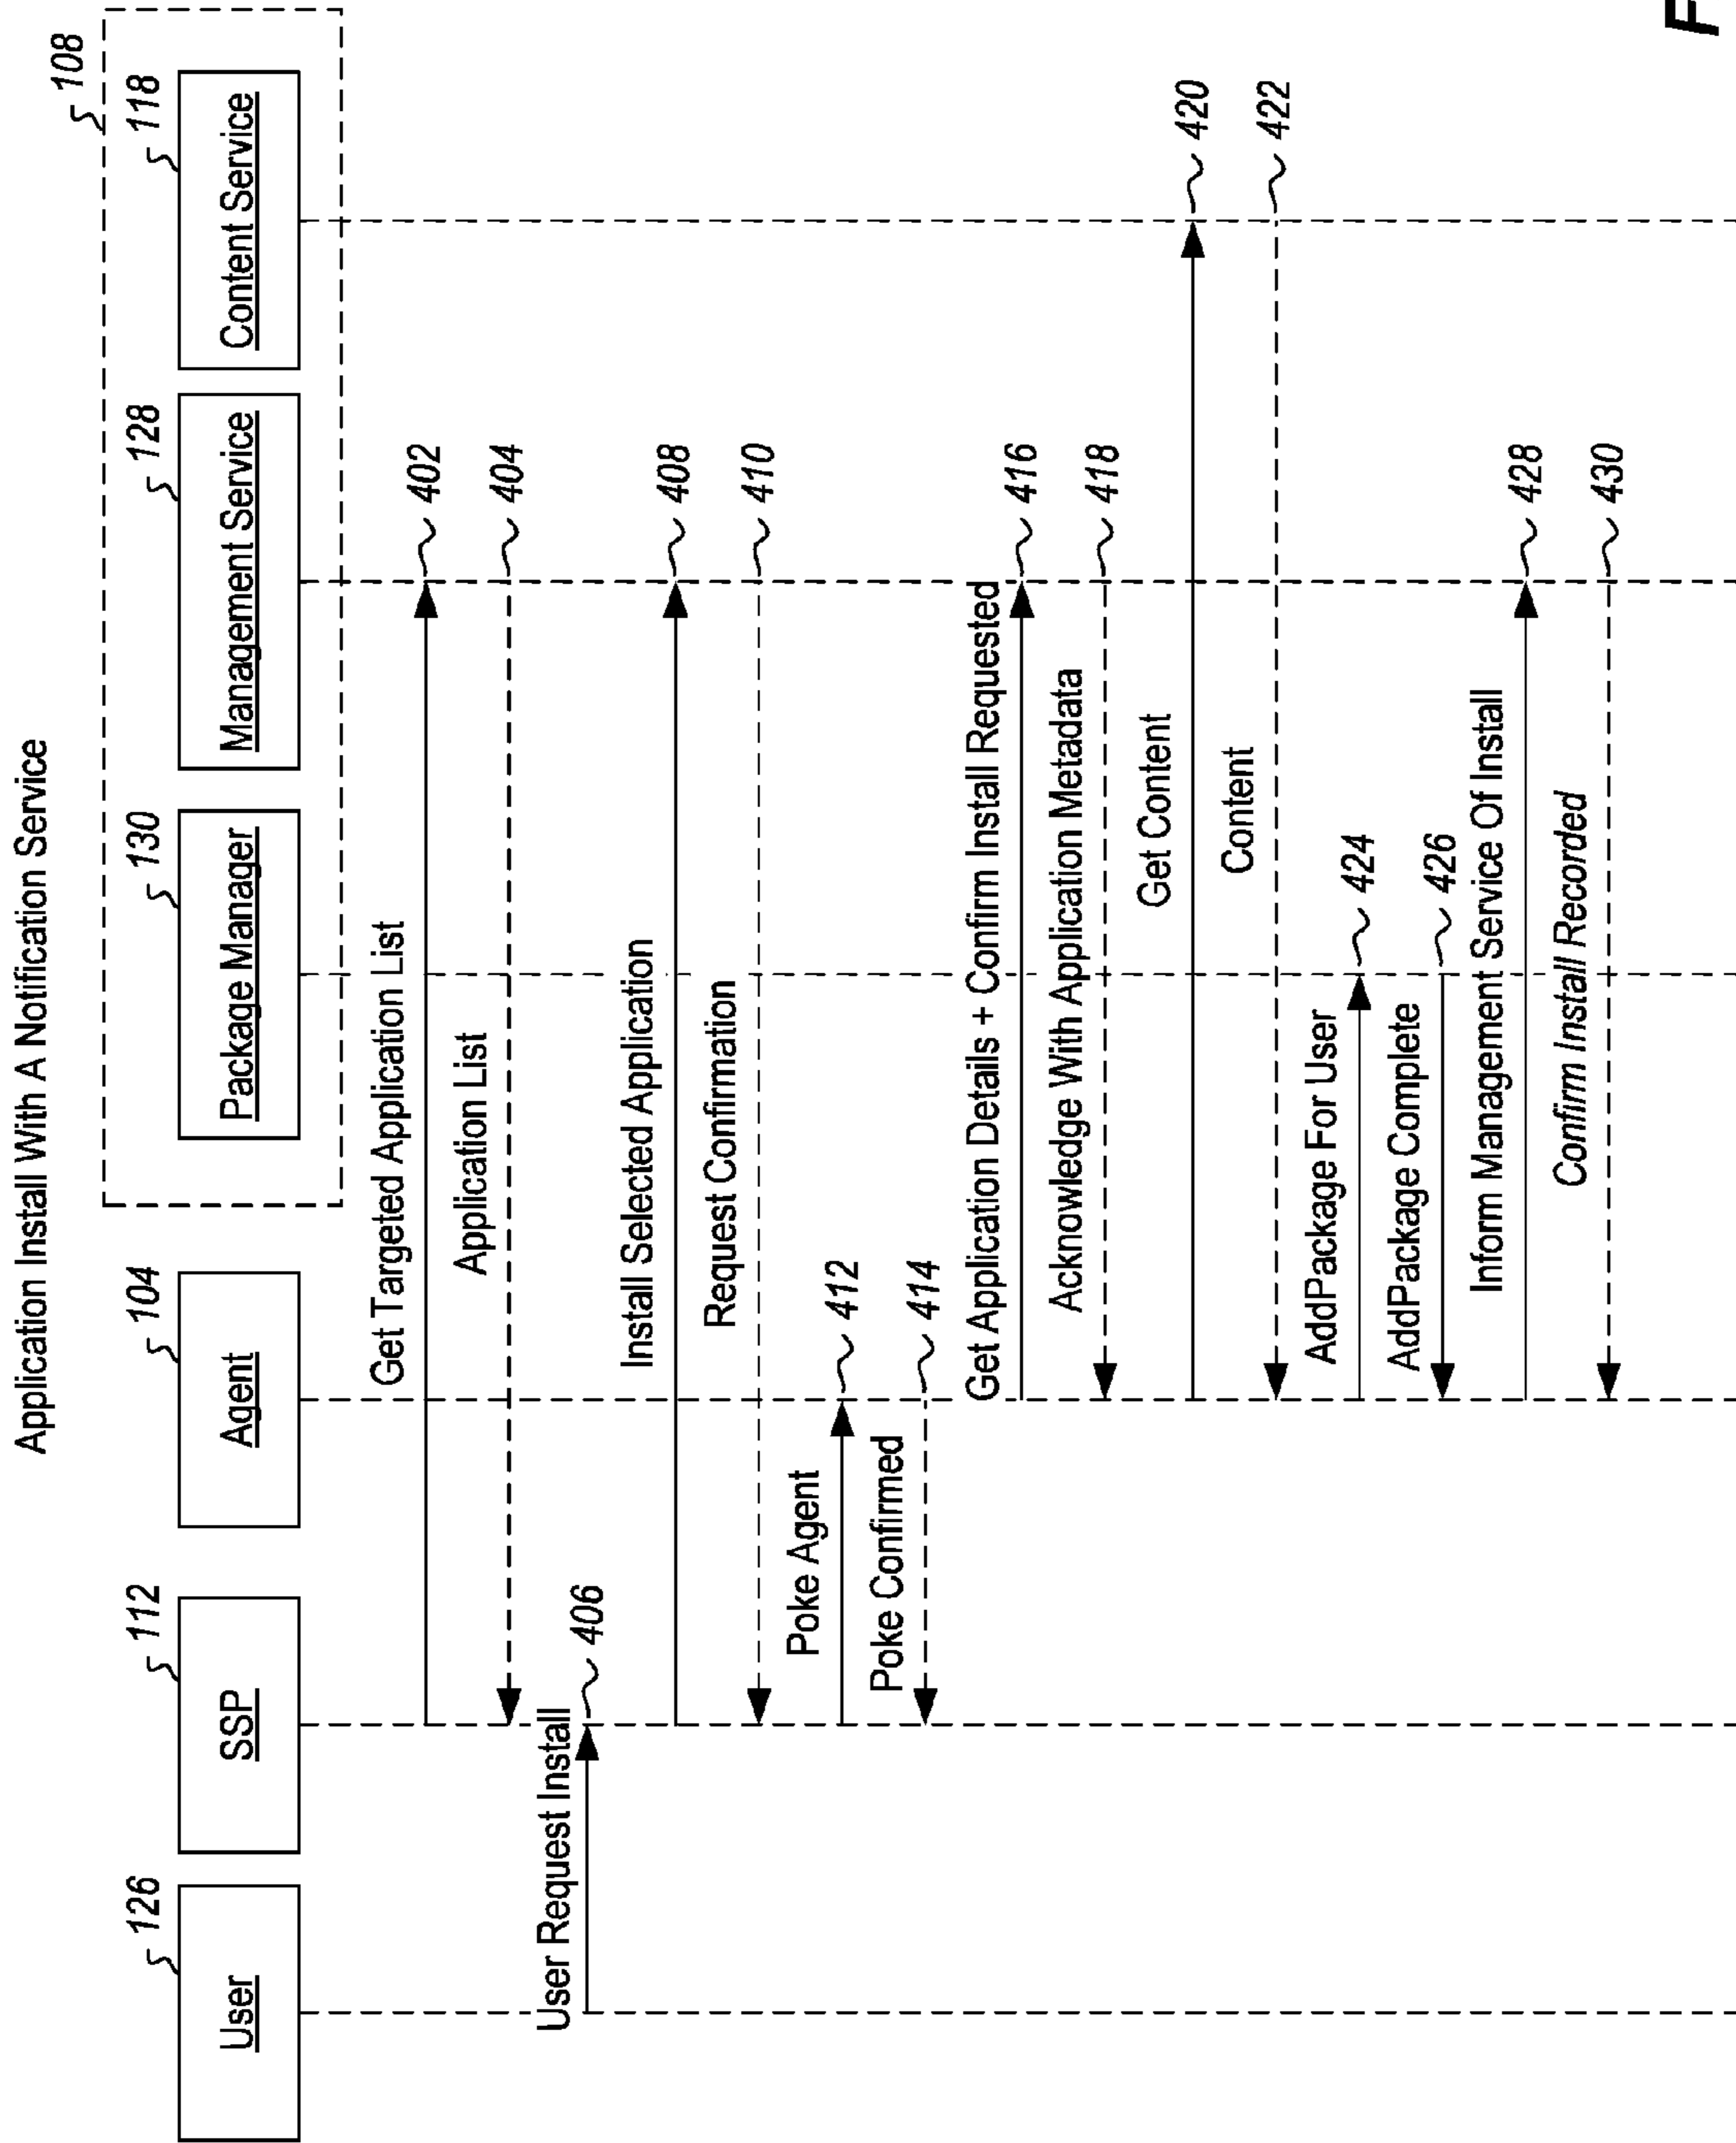 Application Install With A Notification Service
108
126
112
104
130
128
118
User
SSP
Agent
Package Manager
Management Service
Content Service
Get Targeted Application List
402
Application List
404
User Request Install
406
Install Selected Application
408
Request Confirmation
410
Poke Agent
412
Poke Confirmed
414
Get Application Details + Confirm Install Requested
416
Acknowledge With Application Metadata
418
Get Content
420
Content
422
AddPackage For User
424
AddPackage Complete
426
Inform Management Service Of Install
428
Confirm Install Recorded
430